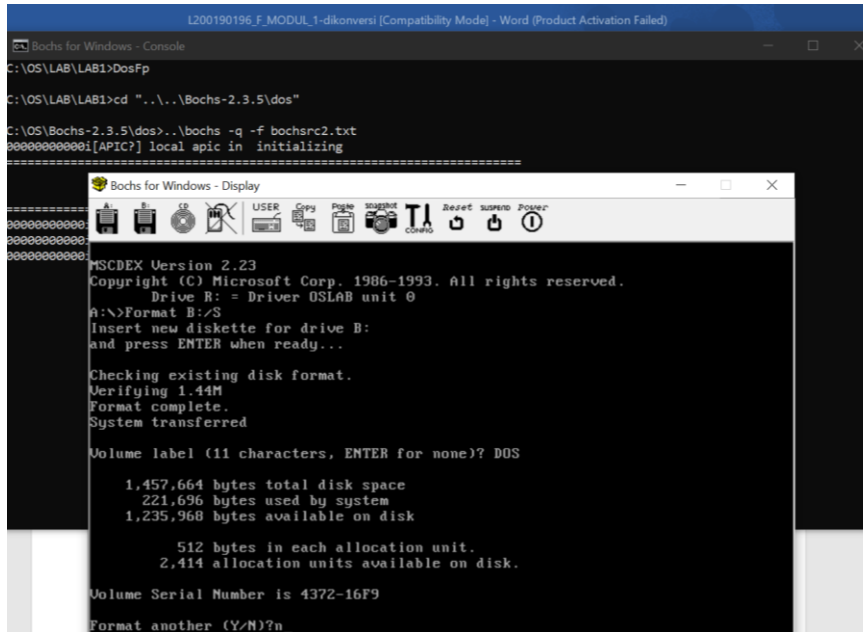 L200190196_F_MODUL_1-dikonversi [Compatibility Mode] - Word (Product Activation Failed)
Bochs for Windows - Console
C:\OS\LAB\LAB1>DosFp
C:\OS\LAB\LAB1>cd "..\..\Bochs-2.3.5\dos"
C:\OS\Bochs-2.3.5\dos>..\bochs -q -f bochsrc2.txt
00000000000i[APIC?] local apic in  initializing
========================================================================
Bochs for Windows - Display
A: B: CD USER Copy Paste snapshot CONFIG Reset suspend Power
==========
00000000000i
00000000000i
00000000000i
MSCDEX Version 2.23
Copyright (C) Microsoft Corp. 1986-1993. All rights reserved.
Drive R: = Driver OSLAB unit 0
A:\>Format B:/S
Insert new diskette for drive B:
and press ENTER when ready...
Checking existing disk format.
Verifying 1.44M
Format complete.
System transferred
Volume label (11 characters, ENTER for none)? DOS
1,457,664 bytes total disk space
221,696 bytes used by system
1,235,968 bytes available on disk
512 bytes in each allocation unit.
2,414 allocation units available on disk.
Volume Serial Number is 4372-16F9
Format another (Y/N)?n